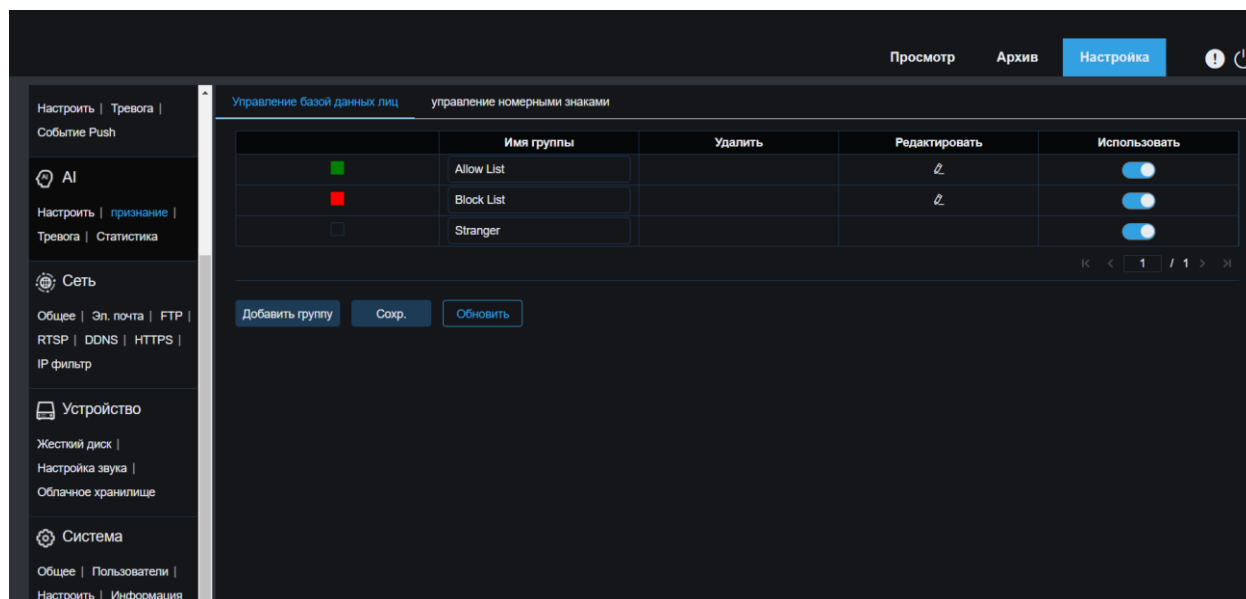 Просмотр Архив Настройка
Настроить | Тревога |
Событие Push
AI
Настроить | признание |
Тревога | Статистика
Сеть
Общее | Эл. почта | FTP |
RTSP | DDNS | HTTPS |
IP фильтр
Устройство
Жесткий диск |
Настройка звука |
Облачное хранилище
Система
Общее | Пользователи |
Настроить | Информация
Управление базой данных лиц управление номерными знаками
Имя группы Удалить Редактировать Использовать
Allow List
Block List
Stranger
1 / 1
Добавить группу Сохр. Обновить